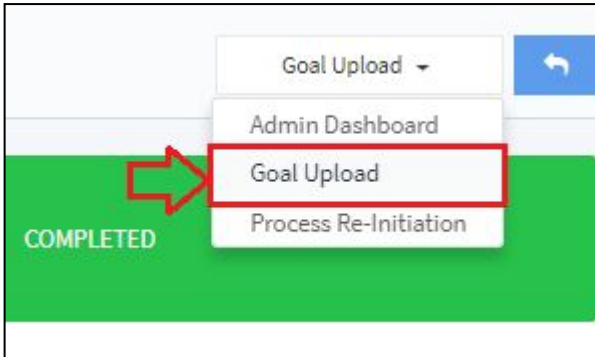 Goal Upload
Admin Dashboard
Goal Upload
Process Re-Initiation
COMPLETED